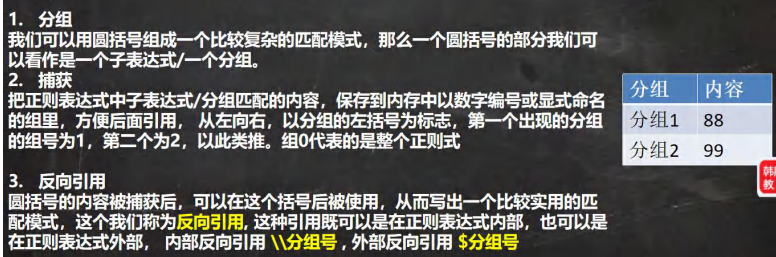 1. 分组
我们可以用圆括号组成一个比较复杂的匹配模式，那么一个圆括号的部分我们可
以看作是一个子表达式/一个分组。
2. 捕获
把正则表达式中子表达式/分组匹配的内容，保存到内存中以数字编号或显式命名
的组里，方便后面引用， 从左向右，以分组的左括号为标志，第一个出现的分组
的组号为1，第二个为2，以此类推。组0代表的是整个正则式
3. 反向引用
圆括号的内容被捕获后，可以在这个括号后被使用，从而写出一个比较实用的匹
配模式，这个我们称为反向引用, 这种引用既可以是在正则表达式内部，也可以是
在正则表达式外部， 内部反向引用 \\分组号 , 外部反向引用 $分组号
分组 内容
分组1 88
分组2 99
教